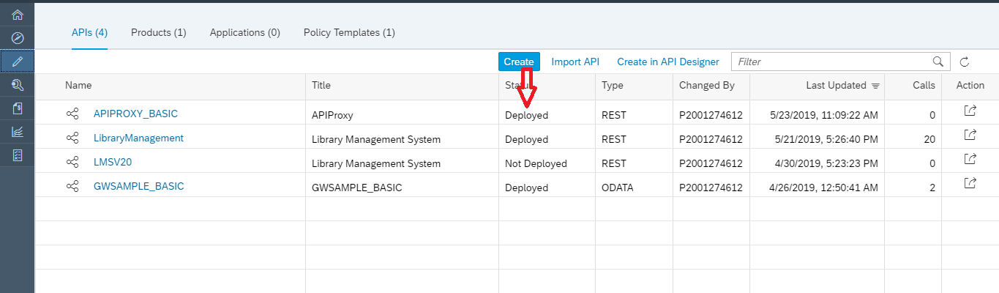 APIs (4) Products (1) Applications (0) Policy Templates (1)
Create Import API Create in API Designer Filter
Name Title Status Type Changed By Last Updated Calls Action
APIPROXY_BASIC APIProxy Deployed REST P2001274612 5/23/2019, 11:09:22 AM 0
LibraryManagement Library Management System Deployed REST P2001274612 5/21/2019, 5:26:40 PM 20
LMSV20 Library Management System Not Deployed REST P2001274612 4/30/2019, 5:23:23 PM 0
GWSAMPLE_BASIC GWSAMPLE_BASIC Deployed ODATA P2001274612 4/26/2019, 12:50:41 AM 2